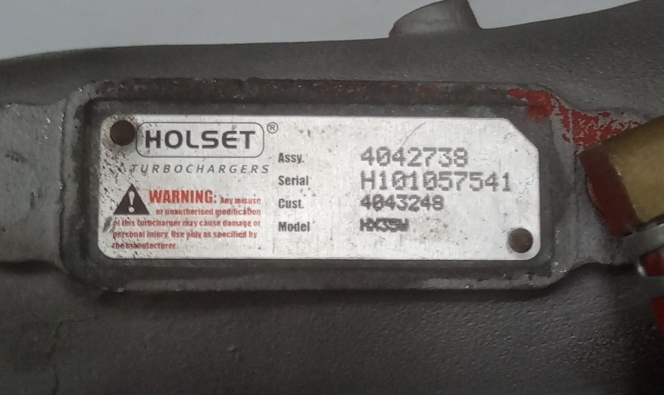 HOLSET®
TURBOCHARGERS
WARNING: Any misuse
or unauthorised modification
of this turbocharger may cause damage or
personal injury. Use only as specified by
the manufacturer.
Assy. 4042738
Serial H101057541
Cust. 4043248
Model HX35W